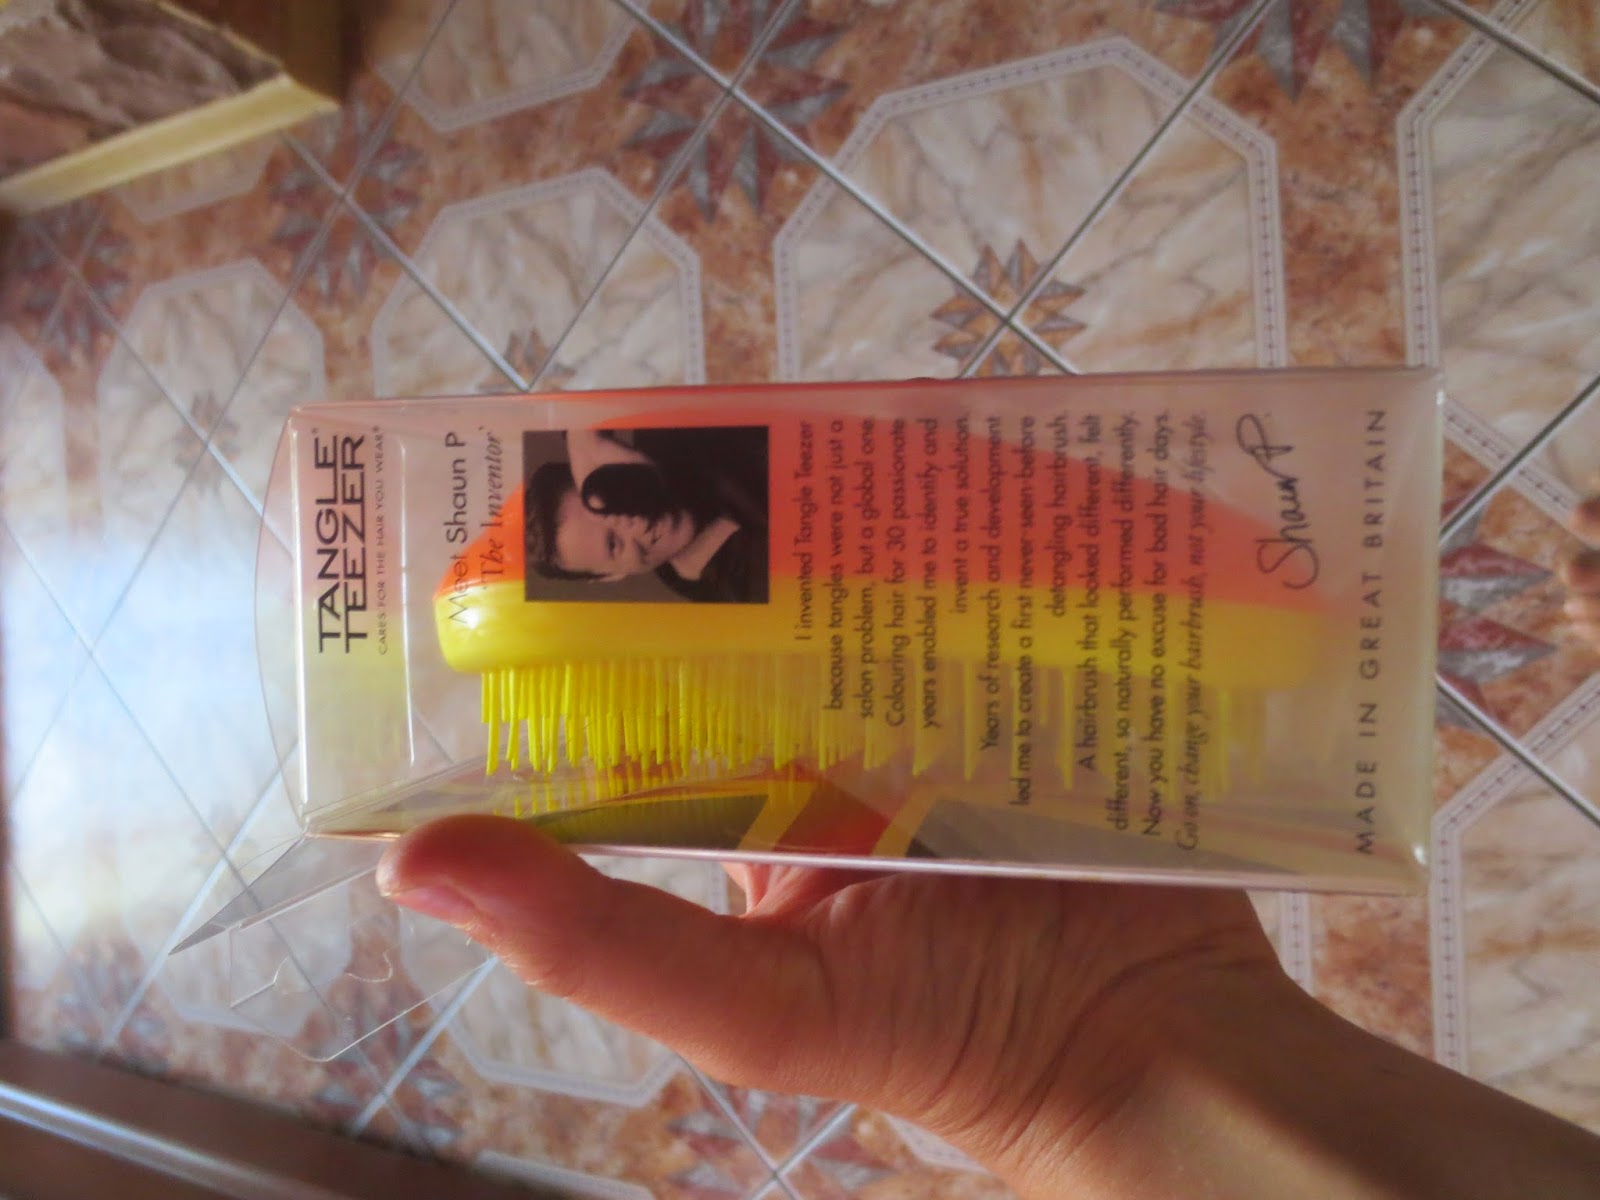 TANGLE®
TEEZER®
CARES FOR THE HAIR YOU WEAR
Meet Shaun P
'The Inventor'
I invented Tangle Teezer
because tangles were not just a
salon problem, but a global one.
Colouring hair for 30 passionate
years enabled me to identify and
invent a true solution.
Years of research and development
led me to create a first never seen before
detangling hairbrush.
A hairbrush that looked different, felt
different, so naturally performed differently.
Now you have no excuse for bad hair days.
Go on, change your hairbrush, not your lifestyle.
Shaun P.
MADE IN GREAT BRITAIN